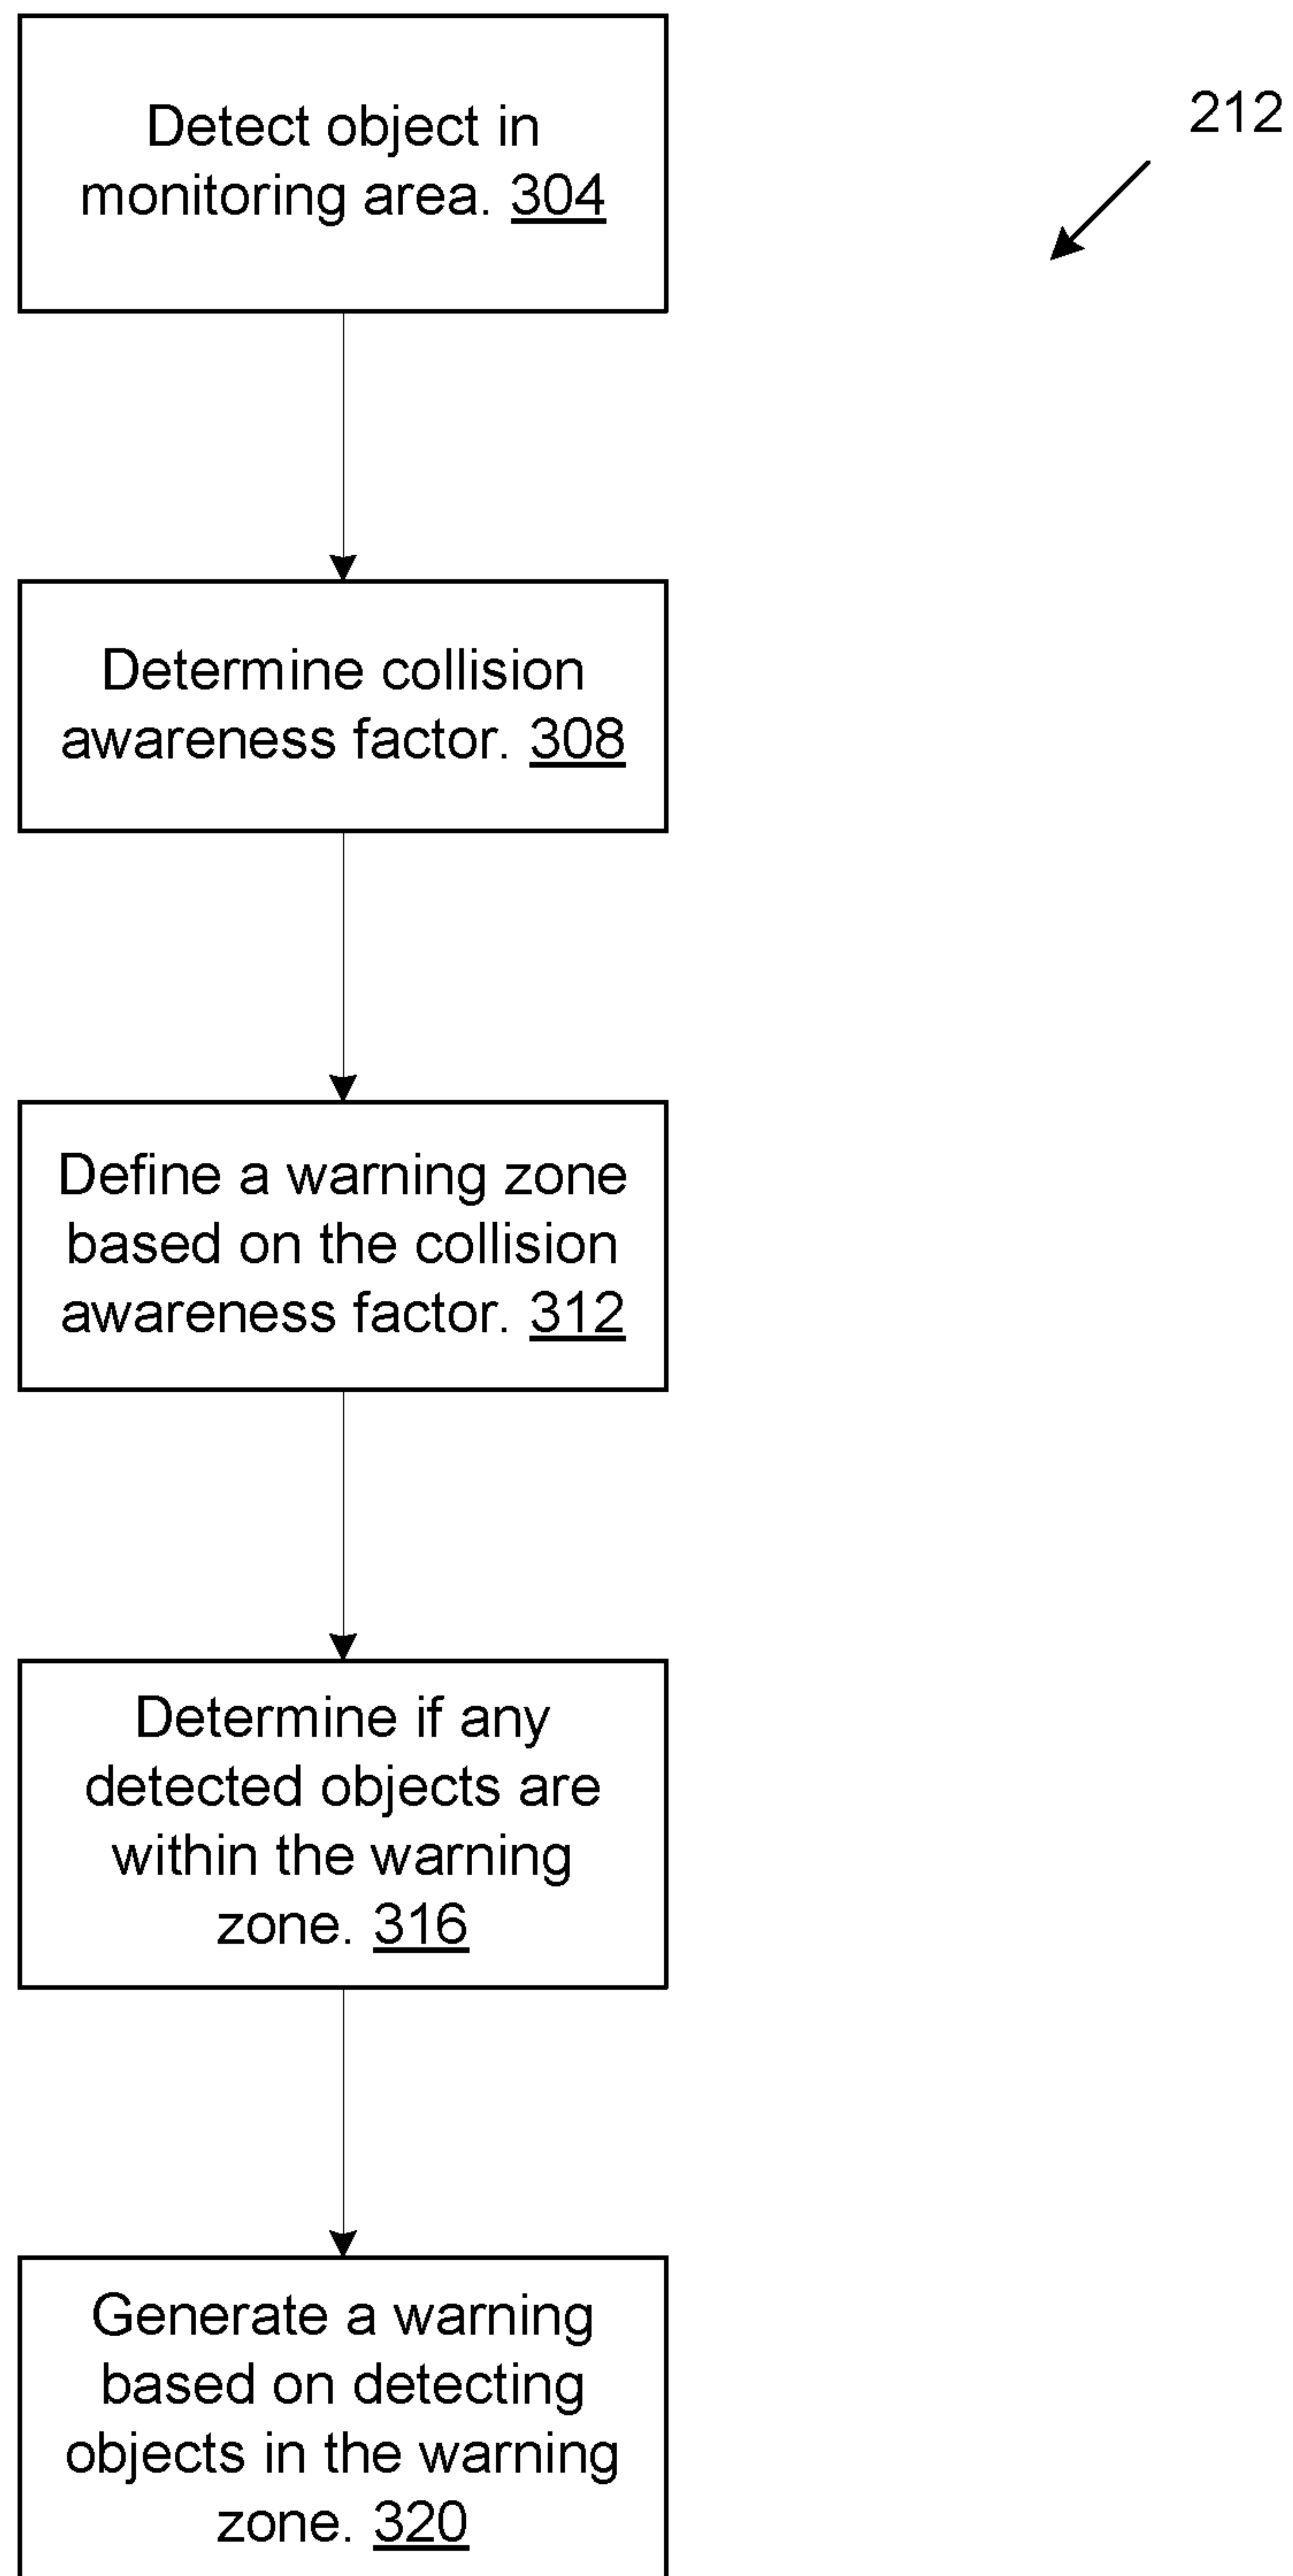 Detect object in
monitoring area. 304
212
Determine collision
awareness factor. 308
Define a warning zone
based on the collision
awareness factor. 312
Determine if any
detected objects are
within the warning
zone. 316
Generate a warning
based on detecting
objects in the warning
zone. 320